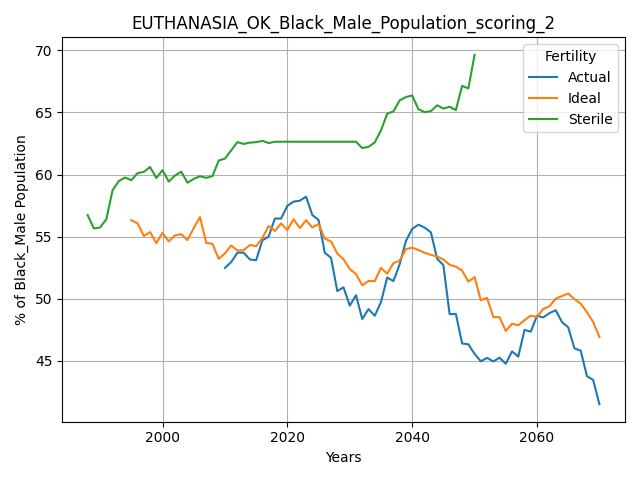 EUTHANASIA_OK_Black_Male_Population_scoring_2
Fertility
Actual
Ideal
Sterile
% of Black_Male Population
70
65
60
55
50
45
2000
2020
2040
2060
Years